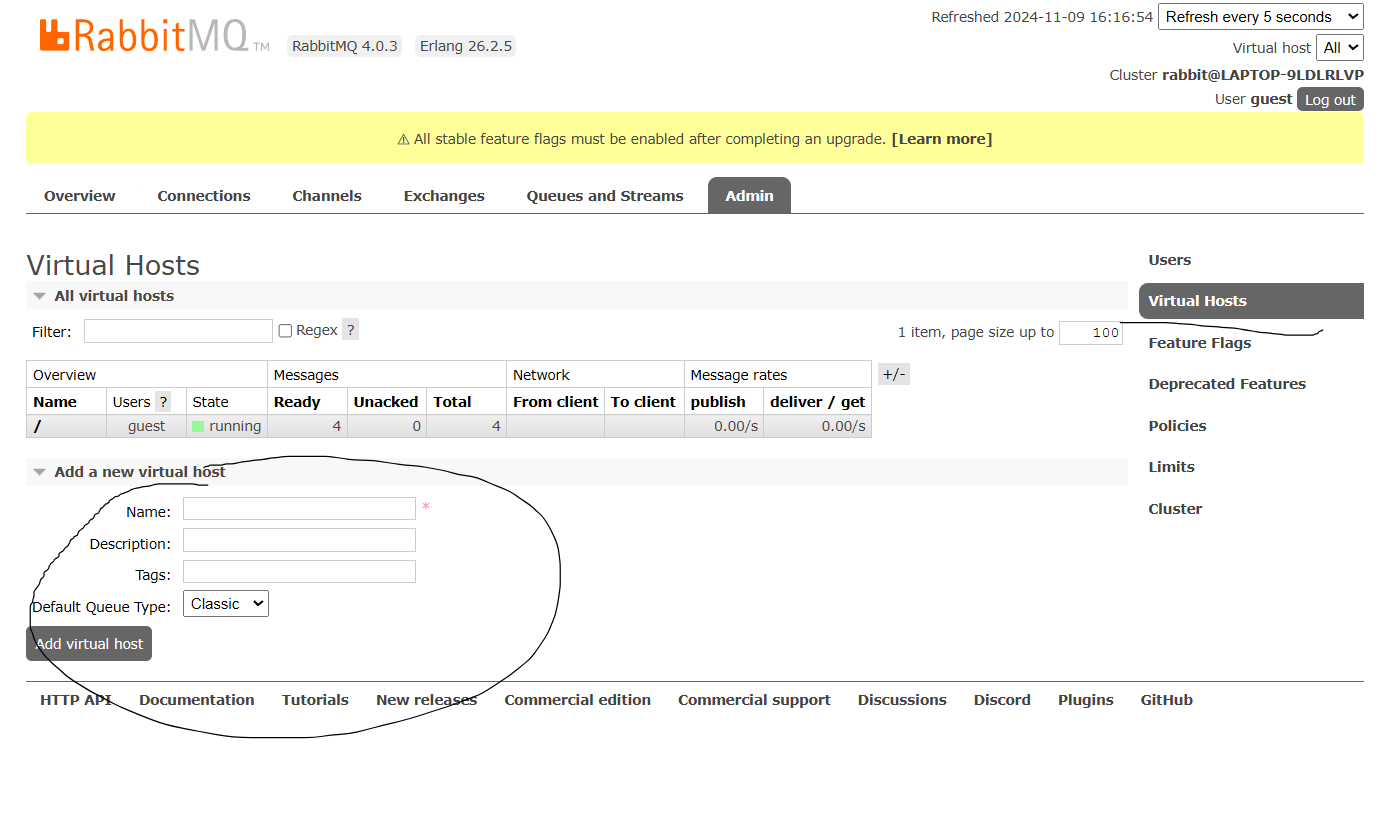 RabbitMQ TM RabbitMQ 4.0.3 Erlang 26.2.5
Refreshed 2024-11-09 16:16:54 Refresh every 5 seconds
Virtual host All
Cluster rabbit@LAPTOP-9LDLRLVP
User guest Log out
⚠ All stable feature flags must be enabled after completing an upgrade. [Learn more]
Overview Connections Channels Exchanges Queues and Streams Admin
Virtual Hosts
All virtual hosts
Filter: Regex ? 1 item, page size up to 100
Overview Messages Network Message rates +/-
Name Users ? State Ready Unacked Total From client To client publish deliver / get
/ guest running 4 0 4 0.00/s 0.00/s
Add a new virtual host
Name: *
Description:
Tags:
Default Queue Type: Classic
Add virtual host
Users
Virtual Hosts
Feature Flags
Deprecated Features
Policies
Limits
Cluster
HTTP API Documentation Tutorials New releases Commercial edition Commercial support Discussions Discord Plugins GitHub